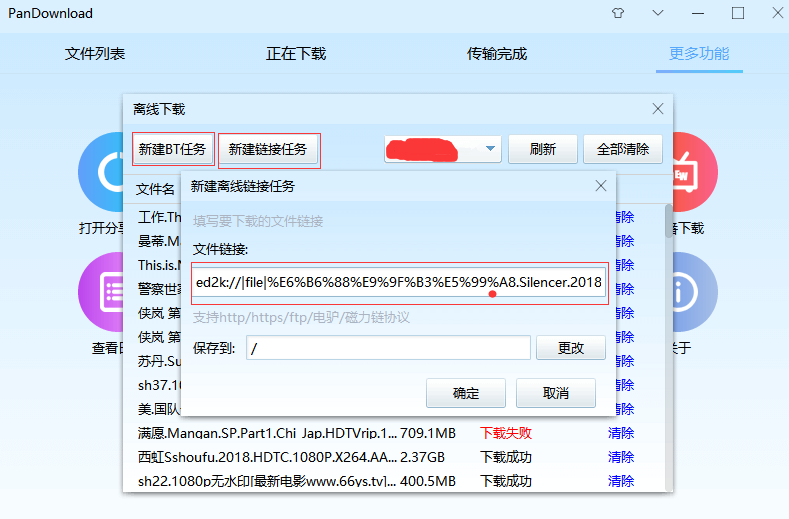 PanDownload
文件列表 正在下载 传输完成 更多功能
离线下载
新建BT任务 新建链接任务 刷新 全部清除
文件名
新建离线链接任务
填写要下载的文件链接
文件链接:
ed2k://|file|%E6%B6%88%E9%9F%B3%E5%99%A8.Silencer.2018
支持http/https/ftp/电驴/磁力链协议
保存到: / 更改
确定 取消
打开分享 下载
查看 关于
工作.Th 清除
曼蒂.Ma 清除
This.is.N 清除
警察世家 清除
侠岚 第 清除
侠岚 第 清除
苏丹.Su 清除
sh37.10 清除
美.国队 清除
满愿.Mangan.SP.Part1.Chi_Jap.HDTVrip.1... 709.1MB 下载失败 清除
西虹Sshoufu.2018.HDTC.1080P.X264.AA... 2.37GB 下载成功 清除
sh22.1080p无水印[最新电影www.66ys.tv]... 400.5MB 下载成功 清除